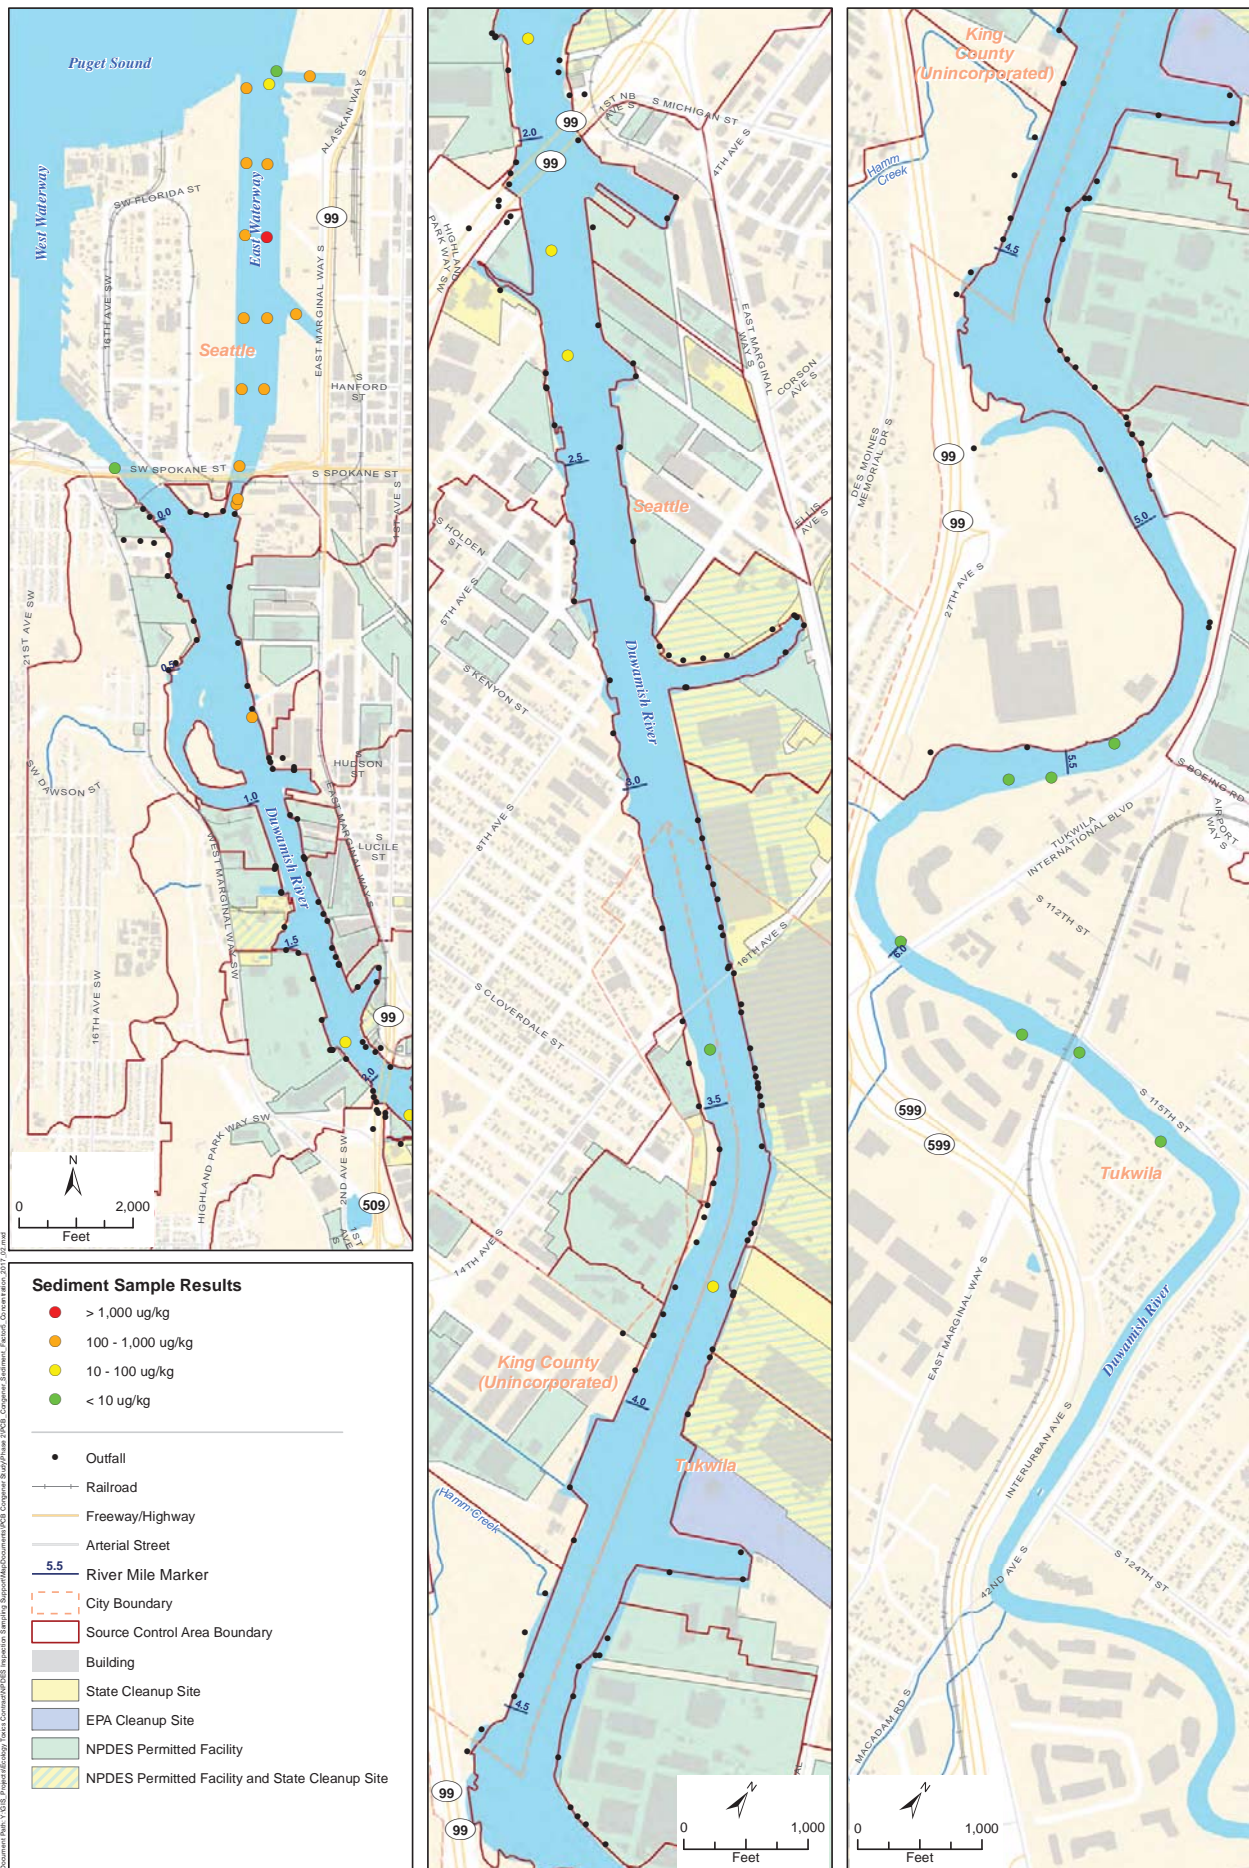 Puget Sound
West Waterway
East Waterway
SW FLORIDA ST
16TH AVE SW
ALASKAN WAY S
99
EAST MARGINAL WAY S
Seattle
S HANFORD ST
SW SPOKANE ST
S SPOKANE ST
1ST AVE S
0.0
21ST AVE SW
0.5
SW DAWSON ST
S HUDSON ST
1.0
Duwamish River
EAST MARGINAL WAY S
S LUCILE ST
WEST MARGINAL WAY SW
1.5
16TH AVE SW
99
2.0
HIGHLAND PARK WAY SW
2ND AVE SW
509
1ST AVE S
N
0 2,000
Feet
Sediment Sample Results
> 1,000 ug/kg
100 - 1,000 ug/kg
10 - 100 ug/kg
< 10 ug/kg
Outfall
Railroad
Freeway/Highway
Arterial Street
5.5 River Mile Marker
City Boundary
Source Control Area Boundary
Building
State Cleanup Site
EPA Cleanup Site
NPDES Permitted Facility
NPDES Permitted Facility and State Cleanup Site
2.0
99
99
1ST NB AVE S
S MICHIGAN ST
4TH AVE S
HIGHLAND PARK WAY SW
EAST MARGINAL WAY S
CORSON AVE S
2.5
Seattle
ELLIS AVE S
S HOLDEN ST
5TH AVE S
S KENYON ST
Duwamish River
3.0
8TH AVE S
16TH AVE S
S CLOVERDALE ST
3.5
14TH AVE S
King County
(Unincorporated)
4.0
Tukwila
Hamm Creek
4.5
99
99
N
0 1,000
Feet
King
County
(Unincorporated)
Hamm
Creek
4.5
DES MOINES
MEMORIAL DR S
99
99
5.0
27TH AVE S
5.5
S BOEING RD
AIRPORT WAY S
TUKWILA
INTERNATIONAL BLVD
S 112TH ST
6.0
599
599
S 115TH ST
Tukwila
EAST MARGINAL WAY S
Duwamish River
INTERURBAN AVE S
42ND AVE S
S 124TH ST
MACADAM RD S
N
0 1,000
Feet